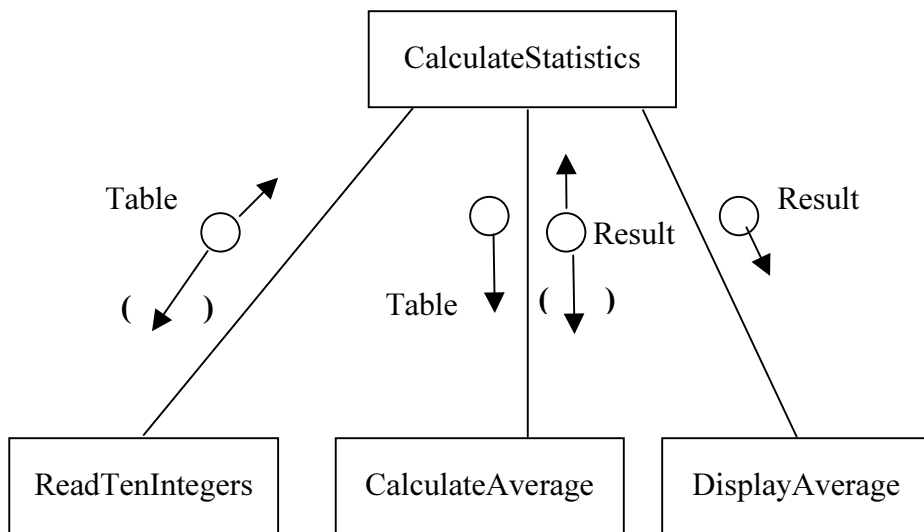 CalculateStatistics
Table
Result
Result
Table
( )
( )
ReadTenIntegers
CalculateAverage
DisplayAverage